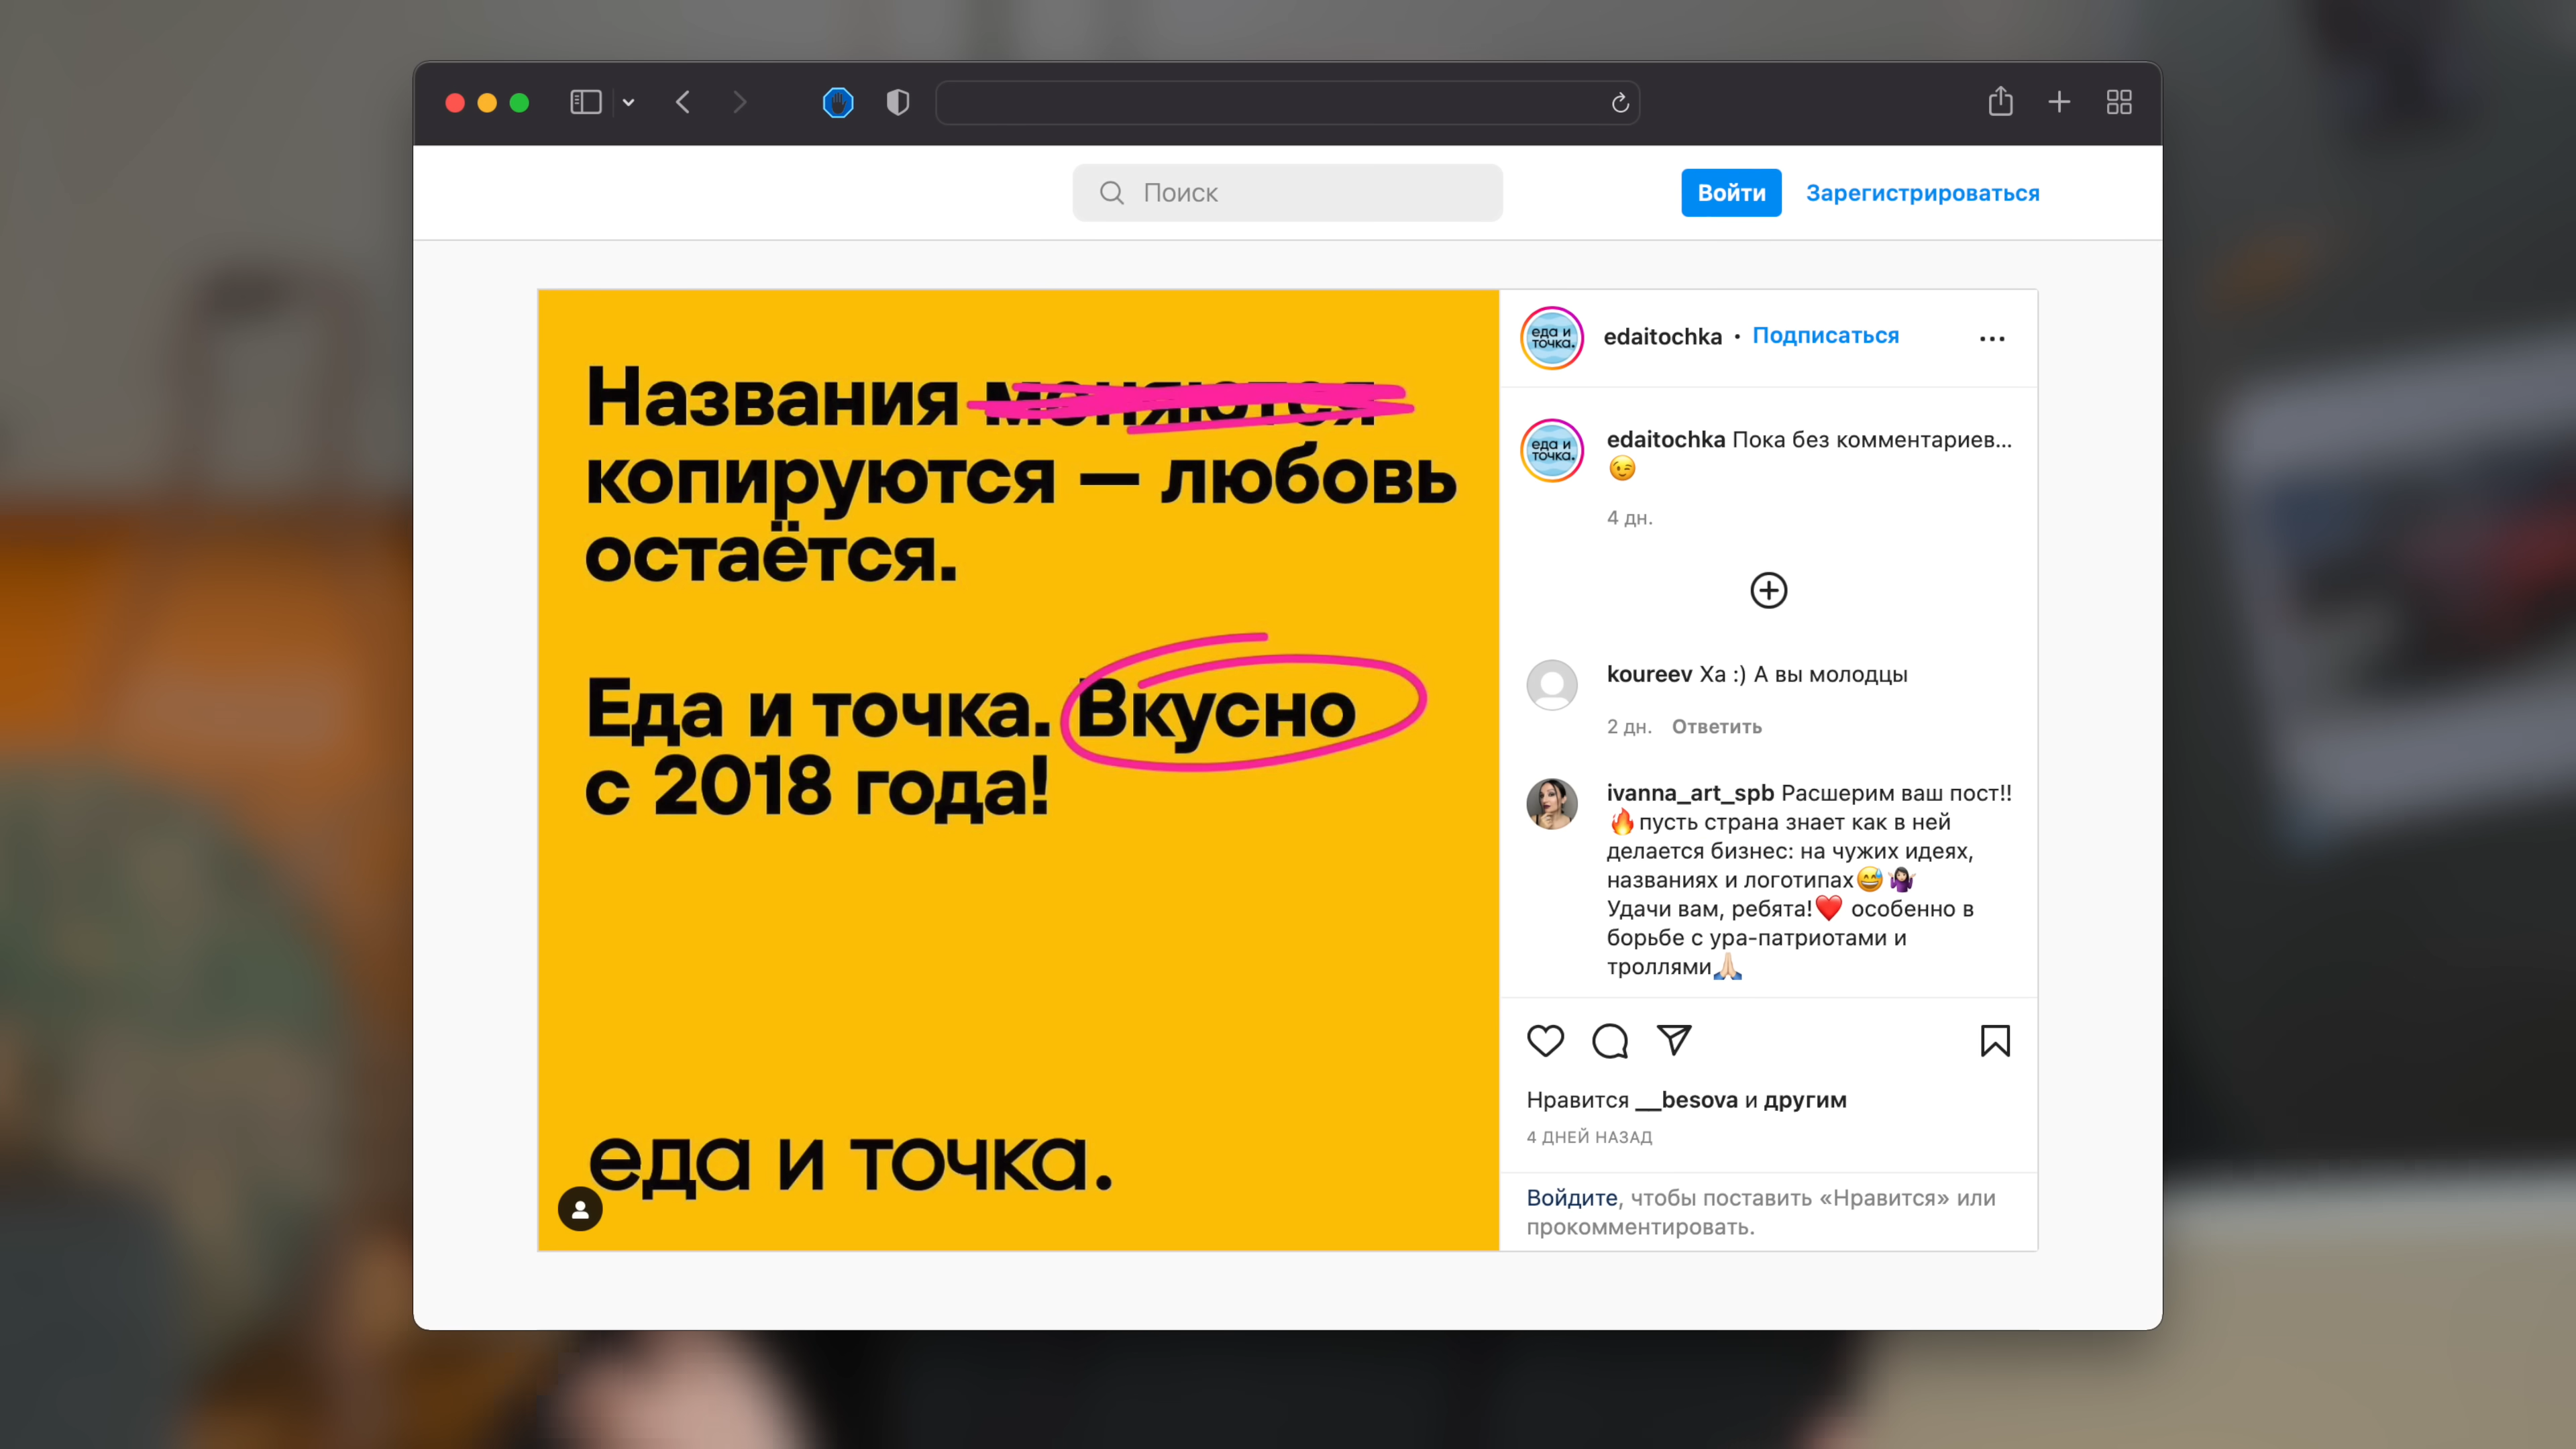 Поиск
Войти
Зарегистрироваться
Названия меняются
копируются — любовь
остаётся.
Еда и точка. Вкусно
с 2018 года!
еда и точка.
еда и
точка.
edaitochka • Подписаться
еда и
точка.
edaitochka Пока без комментариев...
😉
4 дн.
koureev Ха :) А вы молодцы
2 дн. Ответить
ivanna_art_spb Расшерим ваш пост!!
🔥пусть страна знает как в ней
делается бизнес: на чужих идеях,
названиях и логотипах😅🤷🏻‍♀️
Удачи вам, ребята!❤️ особенно в
борьбе с ура-патриотами и
троллями🙏🏻
Нравится __besova и другим
4 ДНЕЙ НАЗАД
Войдите, чтобы поставить «Нравится» или
прокомментировать.